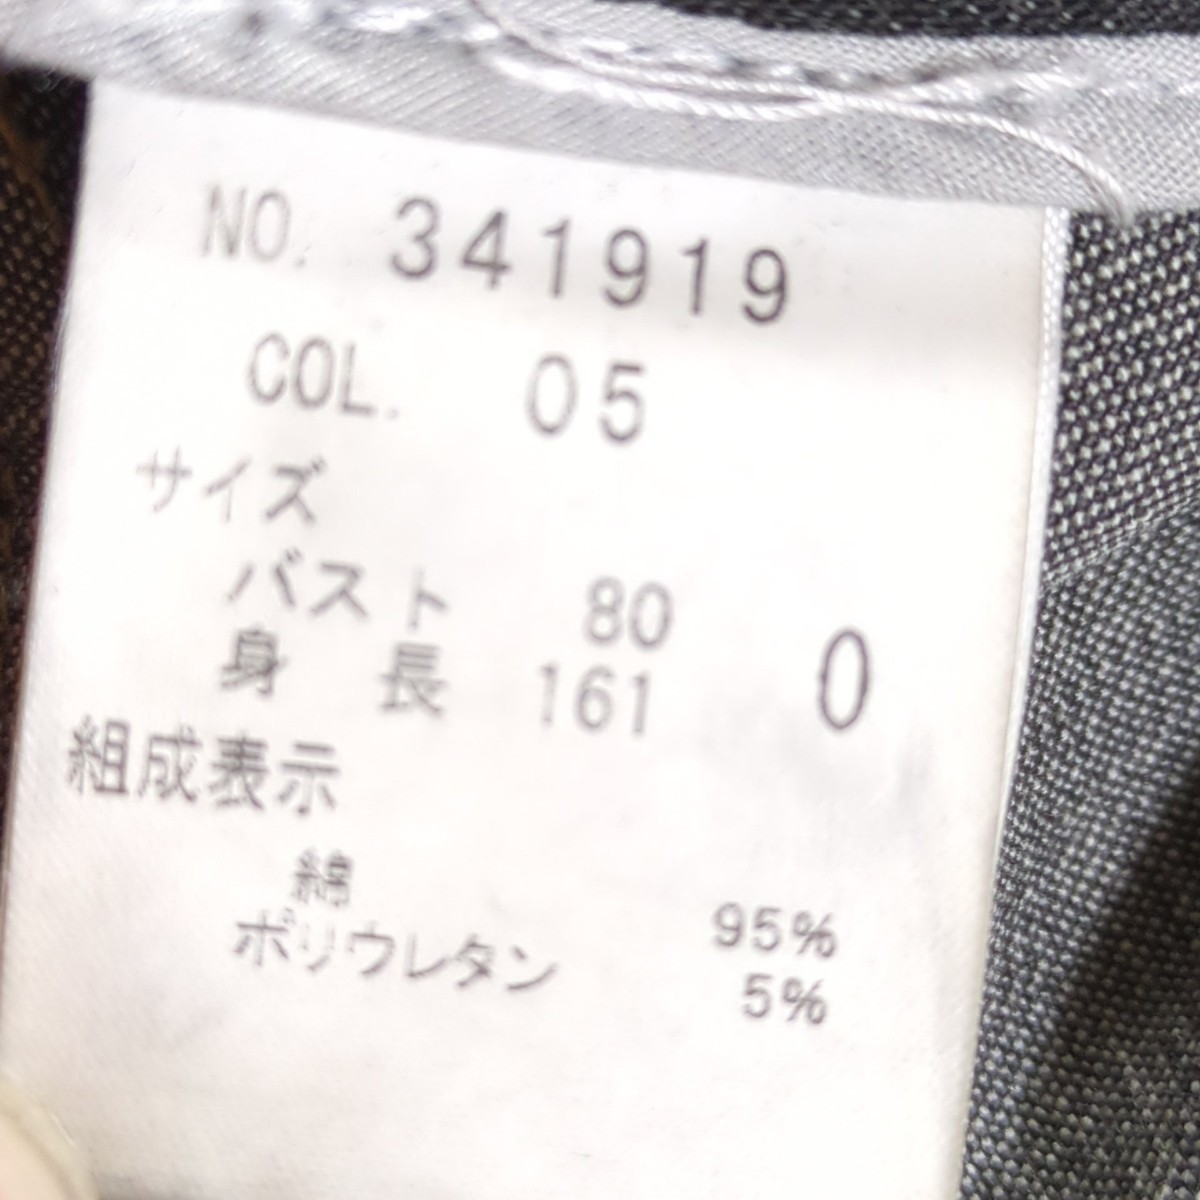 NO. 341919
COL. 05
サイズ
バスト 80
身長 161 0
組成表示
綿 95%
ポリウレタン 5%